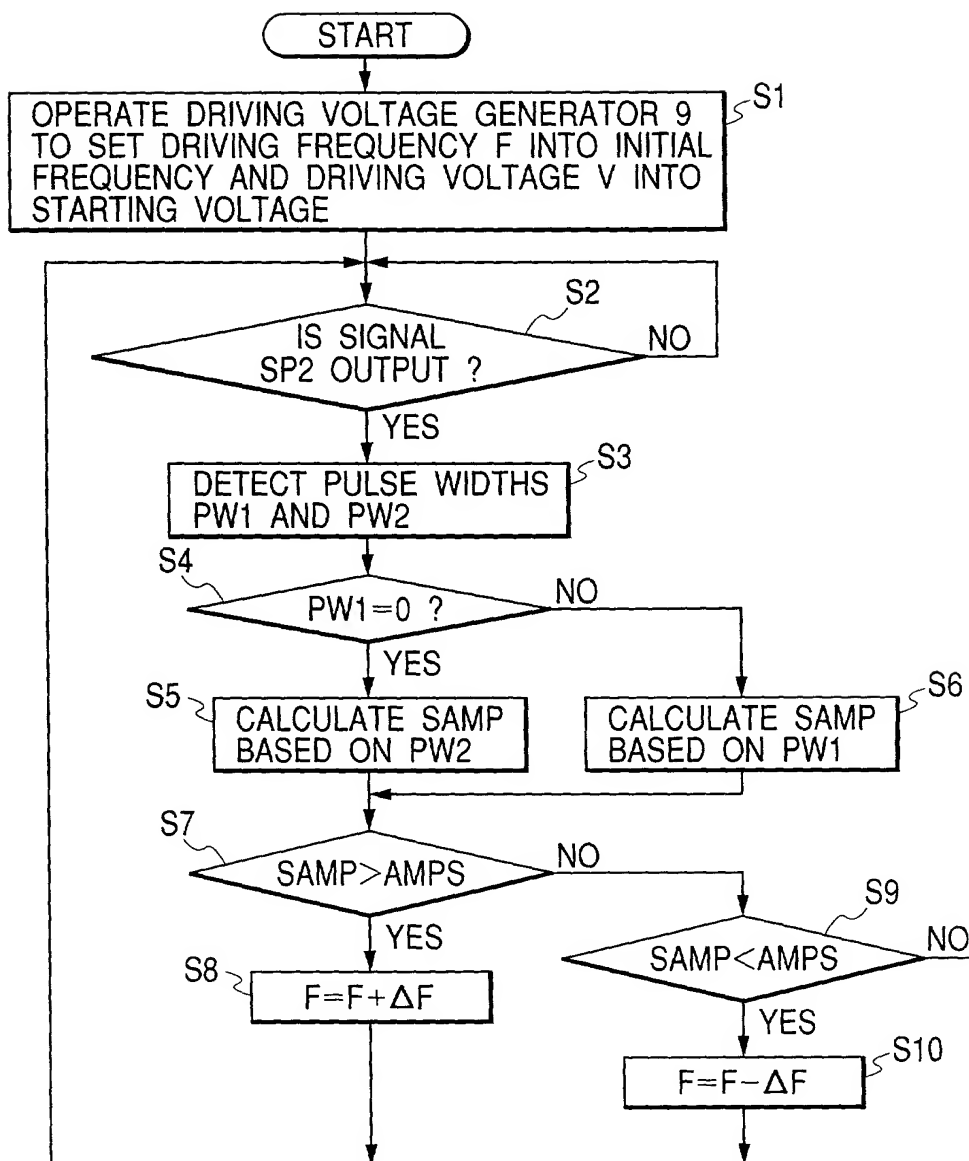 START
S1
OPERATE DRIVING VOLTAGE GENERATOR 9
TO SET DRIVING FREQUENCY F INTO INITIAL
FREQUENCY AND DRIVING VOLTAGE V INTO
STARTING VOLTAGE
S2
IS SIGNAL
SP2 OUTPUT ?
NO
YES
S3
DETECT PULSE WIDTHS
PW1 AND PW2
S4
PW1=0 ?
NO
YES
S5
CALCULATE SAMP
BASED ON PW2
S6
CALCULATE SAMP
BASED ON PW1
S7
SAMP>AMPS
NO
YES
S8
F=F+ΔF
S9
SAMP<AMPS
NO
YES
S10
F=F−ΔF